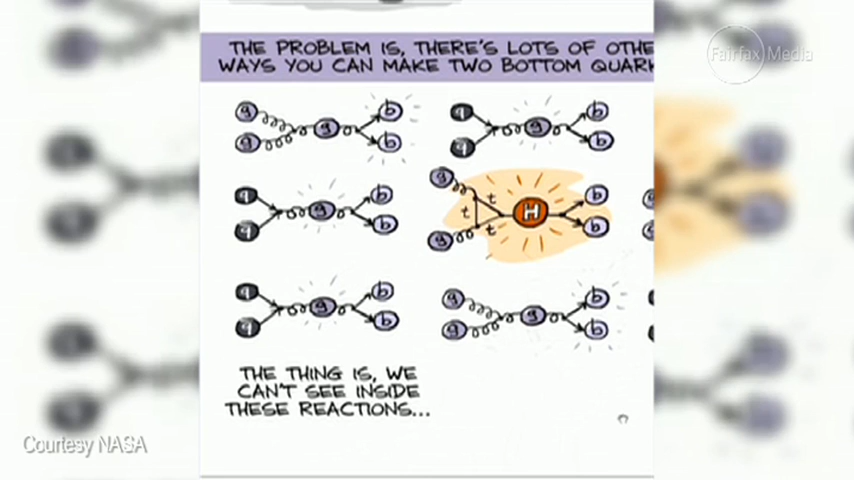 THE PROBLEM IS, THERE'S LOTS OF OTHE
WAYS YOU CAN MAKE TWO BOTTOM QUARK
Fairfax Media
g g g b b
q q g b b
q q g b b
g g t t t H b b
q q g b b
g g g b b
THE THING IS, WE
CAN'T SEE INSIDE
THESE REACTIONS...
Courtesy NASA